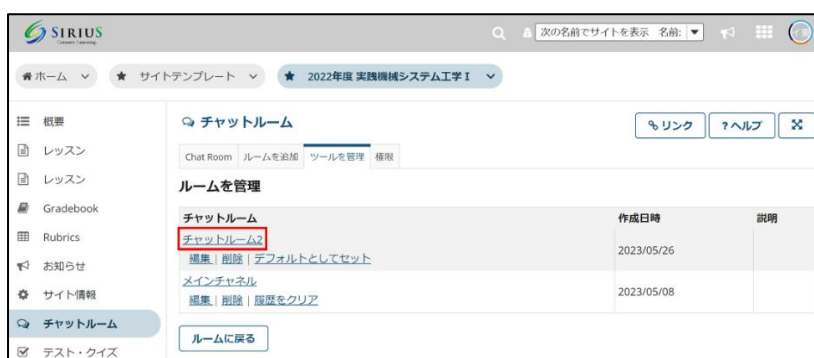 SIRIUS
次の名前でサイトを表示 名前:
ホーム サイトテンプレート 2022年度 実践機械システム工学 I
概要
レッスン
レッスン
Gradebook
Rubrics
お知らせ
サイト情報
チャットルーム
テスト・クイズ
チャットルーム
リンク ?ヘルプ
Chat Room ルームを追加 ツールを管理 権限
ルームを管理
チャットルーム 作成日時 説明
チャットルーム2 2023/05/26
編集 | 削除 | デフォルトとしてセット
メインチャネル 2023/05/08
編集 | 削除 | 履歴をクリア
ルームに戻る